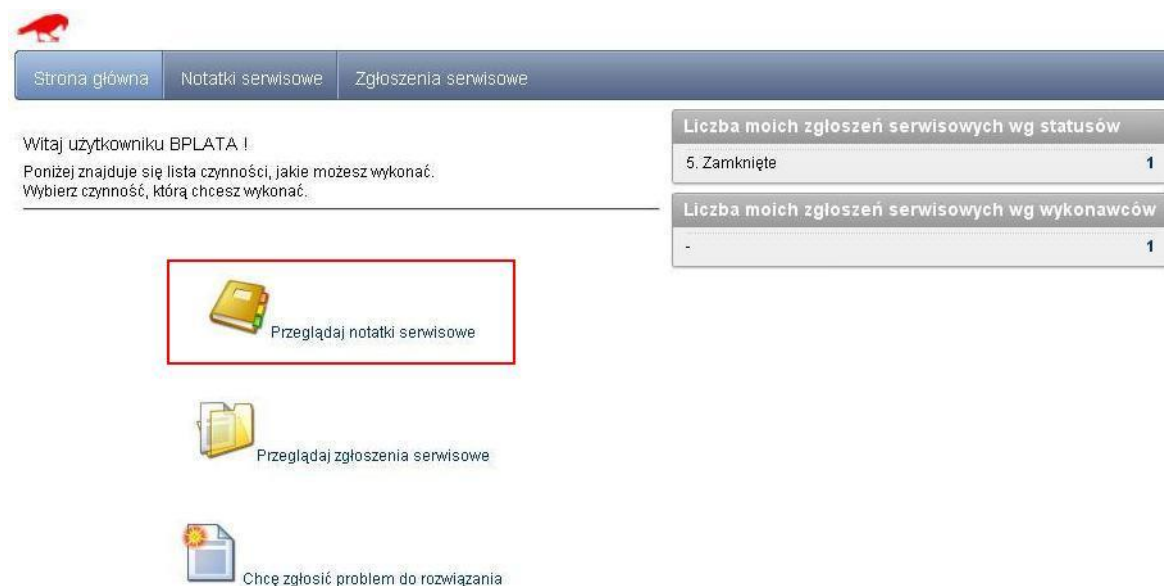 Strona główna Notatki serwisowe Zgłoszenia serwisowe
Witaj użytkowniku BPLATA !
Poniżej znajduje się lista czynności, jakie możesz wykonać.
Wybierz czynność, którą chcesz wykonać.
Liczba moich zgłoszeń serwisowych wg statusów
5. Zamknięte 1
Liczba moich zgłoszeń serwisowych wg wykonawców
- 1
Przeglądaj notatki serwisowe
Przeglądaj zgłoszenia serwisowe
Chcę zgłosić problem do rozwiązania